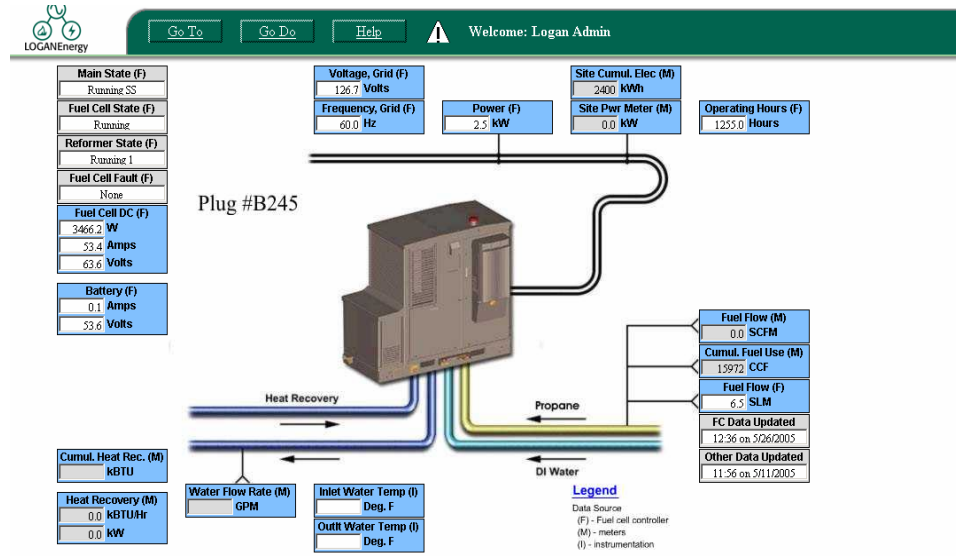 LOGANEnergy
Go To
Go Do
Help
Welcome: Logan Admin
Main State (F)
Running SS
Fuel Cell State (F)
Running
Reformer State (F)
Running 1
Fuel Cell Fault (F)
None
Fuel Cell DC (F)
3466.2 W
53.4 Amps
63.6 Volts
Battery (F)
0.1 Amps
53.6 Volts
Voltage, Grid (F)
126.7 Volts
Frequency, Grid (F)
60.0 Hz
Power (F)
2.5 kW
Site Cumul. Elec (M)
2400 kWh
Site Pwr Meter (M)
0.0 kW
Operating Hours (F)
1255.0 Hours
Plug #B245
Fuel Flow (M)
0.0 SCFM
Cumul. Fuel Use (M)
15972 CCF
Fuel Flow (F)
6.5 SLM
FC Data Updated
12:36 on 5/26/2005
Other Data Updated
11:56 on 5/11/2005
Heat Recovery
Propane
DI Water
Cumul. Heat Rec. (M)
kBTU
Heat Recovery (M)
0.0 kBTU/Hr
0.0 kW
Water Flow Rate (M)
GPM
Inlet Water Temp (I)
Deg. F
Outlt Water Temp (I)
Deg. F
Legend
Data Source
(F) - Fuel cell controller
(M) - meters
(I) - instrumentation